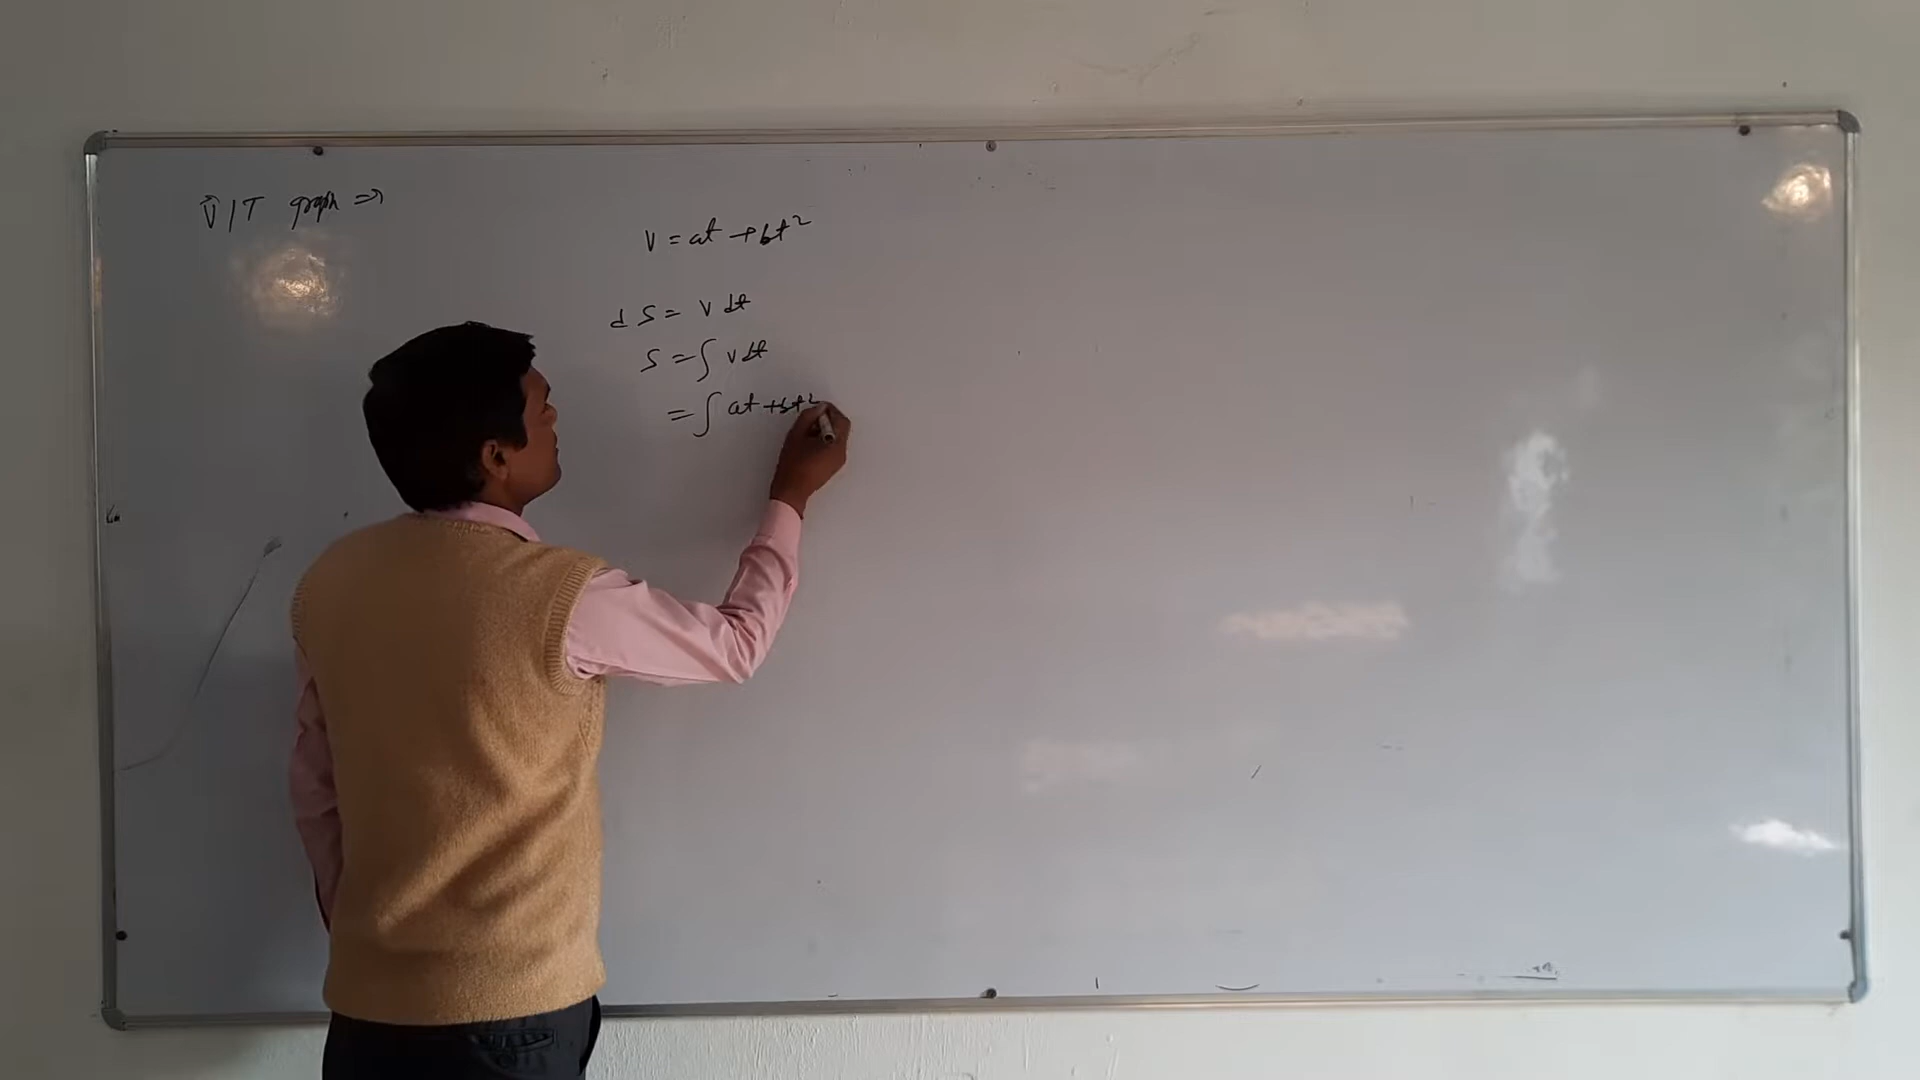 V⃗/T graph ⇒
V = at + bt²
dS = V dt
S = ∫ V dt
= ∫ at + bt²